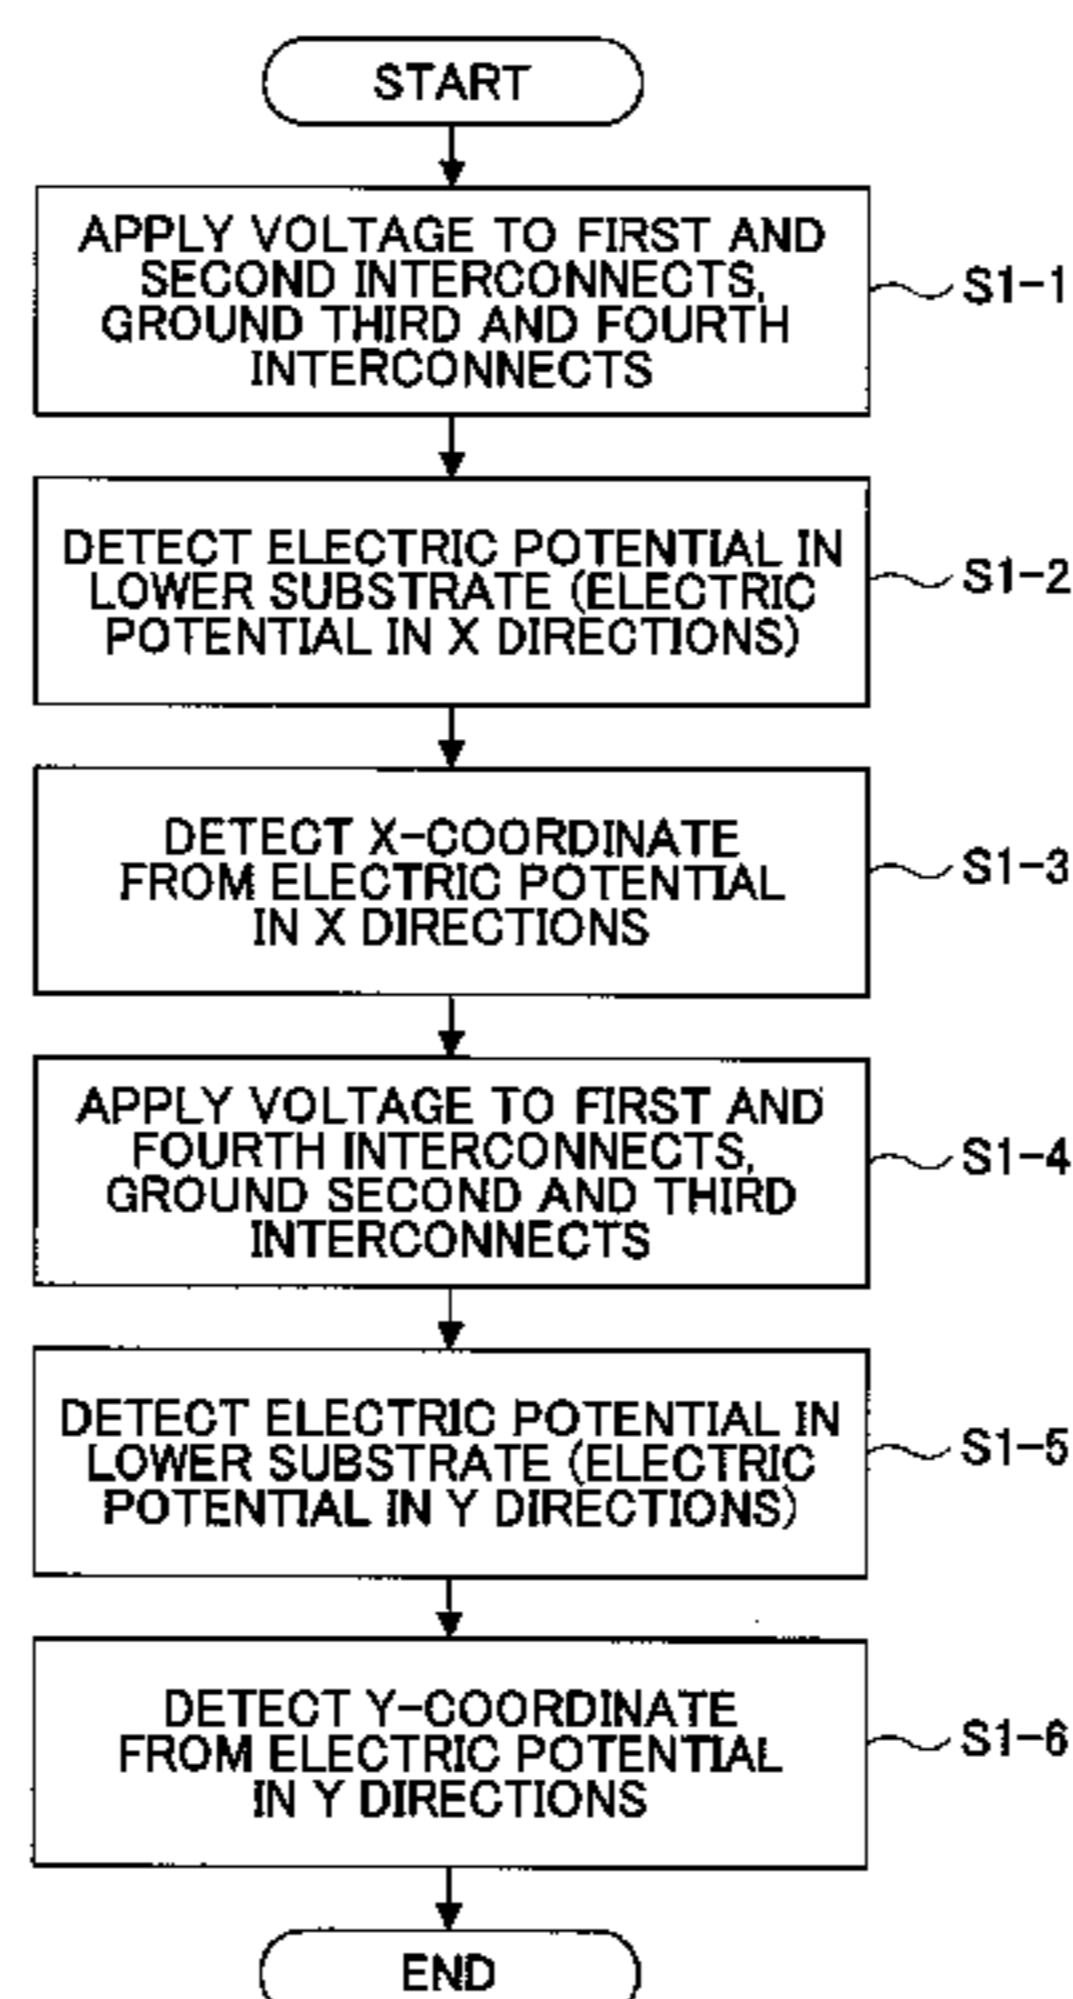 START
APPLY VOLTAGE TO FIRST AND
SECOND INTERCONNECTS,
GROUND THIRD AND FOURTH
INTERCONNECTS
S1-1
DETECT ELECTRIC POTENTIAL IN
LOWER SUBSTRATE (ELECTRIC
POTENTIAL IN X DIRECTIONS)
S1-2
DETECT X-COORDINATE
FROM ELECTRIC POTENTIAL
IN X DIRECTIONS
S1-3
APPLY VOLTAGE TO FIRST AND
FOURTH INTERCONNECTS,
GROUND SECOND AND THIRD
INTERCONNECTS
S1-4
DETECT ELECTRIC POTENTIAL IN
LOWER SUBSTRATE (ELECTRIC
POTENTIAL IN Y DIRECTIONS)
S1-5
DETECT Y-COORDINATE
FROM ELECTRIC POTENTIAL
IN Y DIRECTIONS
S1-6
END